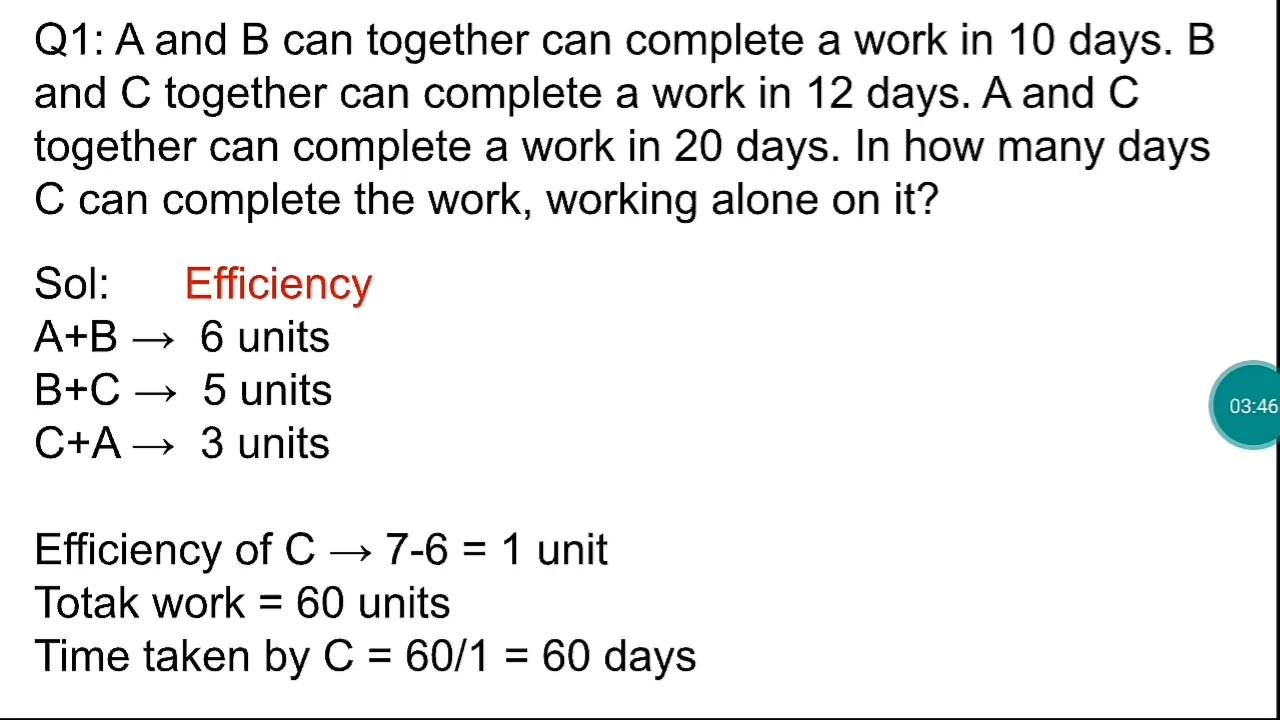 Q1: A and B can together can complete a work in 10 days. B
and C together can complete a work in 12 days. A and C
together can complete a work in 20 days. In how many days
C can complete the work, working alone on it?
Sol: Efficiency
A+B → 6 units
B+C → 5 units
C+A → 3 units
03:46
Efficiency of C → 7-6 = 1 unit
Totak work = 60 units
Time taken by C = 60/1 = 60 days